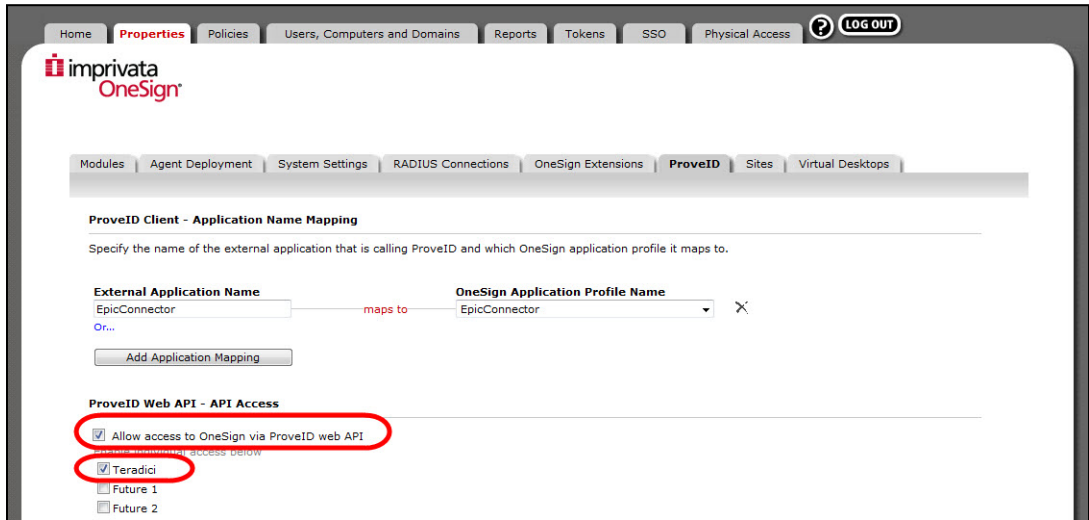 Home Properties Policies Users, Computers and Domains Reports Tokens SSO Physical Access ? LOG OUT
imprivata
OneSign®
Modules Agent Deployment System Settings RADIUS Connections OneSign Extensions ProveID Sites Virtual Desktops
ProveID Client - Application Name Mapping
Specify the name of the external application that is calling ProveID and which OneSign application profile it maps to.
External Application Name OneSign Application Profile Name
EpicConnector maps to EpicConnector
Or...
Add Application Mapping
ProveID Web API - API Access
Allow access to OneSign via ProveID web API
Enable individual access below
Teradici
Future 1
Future 2